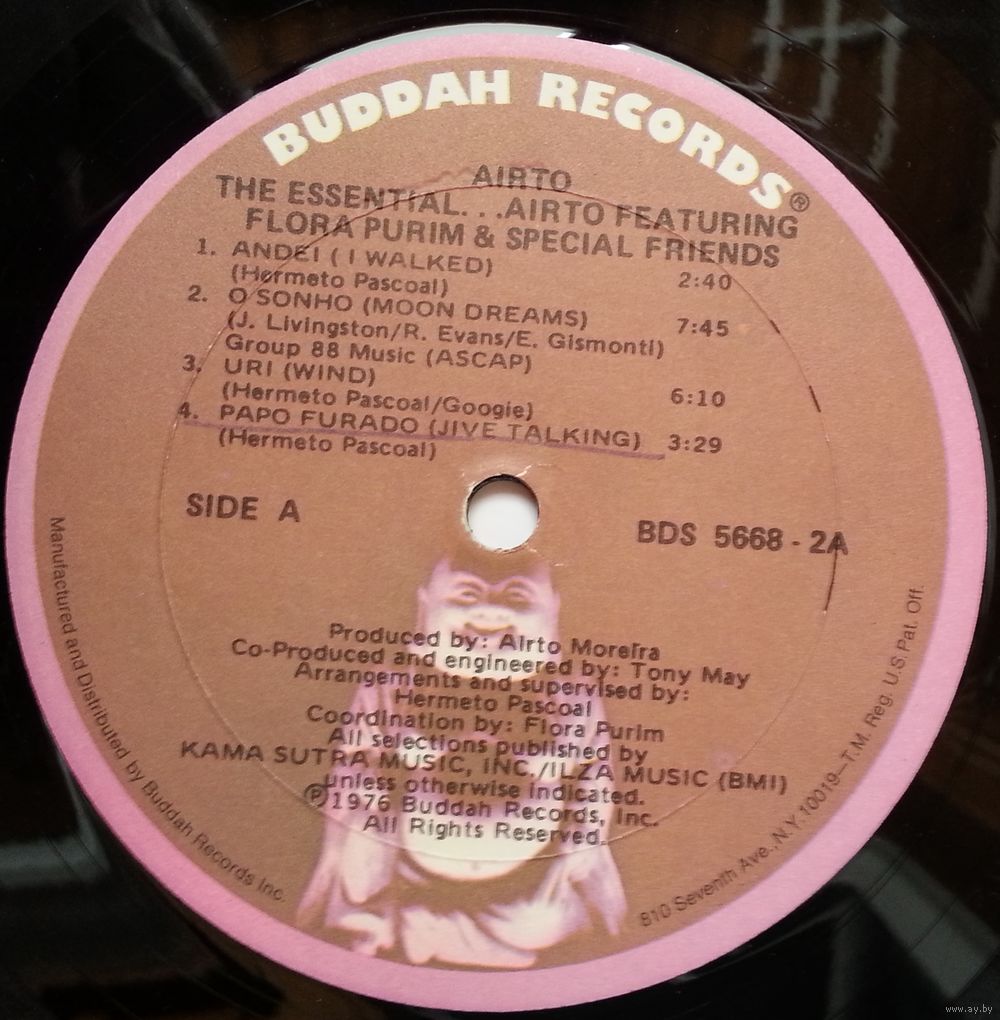 BUDDAH RECORDS®
AIRTO
THE ESSENTIAL...AIRTO FEATURING
FLORA PURIM & SPECIAL FRIENDS
1. ANDEI (I WALKED) 2:40
(Hermeto Pascoal)
2. O SONHO (MOON DREAMS) 7:45
(J. Livingston/R. Evans/E. Gismonti)
Group 88 Music (ASCAP)
3. URI (WIND) 6:10
(Hermeto Pascoal/Googie)
4. PAPO FURADO (JIVE TALKING) 3:29
(Hermeto Pascoal)
SIDE A
BDS 5668-2A
Produced by: Airto Moreira
Co-Produced and engineered by: Tony May
Arrangements and supervised by:
Hermeto Pascoal
Coordination by: Flora Purim
All selections published by
KAMA SUTRA MUSIC, INC./ILZA MUSIC (BMI)
unless otherwise indicated.
℗1976 Buddah Records, Inc.
All Rights Reserved.
Manufactured and Distributed by Buddah Records Inc.
810 Seventh Ave., N.Y. 10019—T.M. Reg. U.S. Pat. Off.
www.ay.by